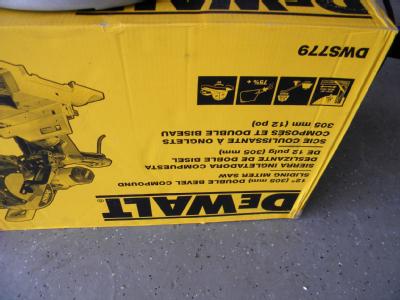 DEWALT®
12" (305 mm) DOUBLE BEVEL COMPOUND
SLIDING MITER SAW
SIERRA INGLETADORA COMPUESTA
DESLIZANTE DE DOBLE BISEL
DE 12 pulg (305 mm)
SCIE COULISSANTE À ONGLETS
COMPOSÉS ET DOUBLE BISEAU
305 mm (12 po)
75% +
DWS779
DEWALT